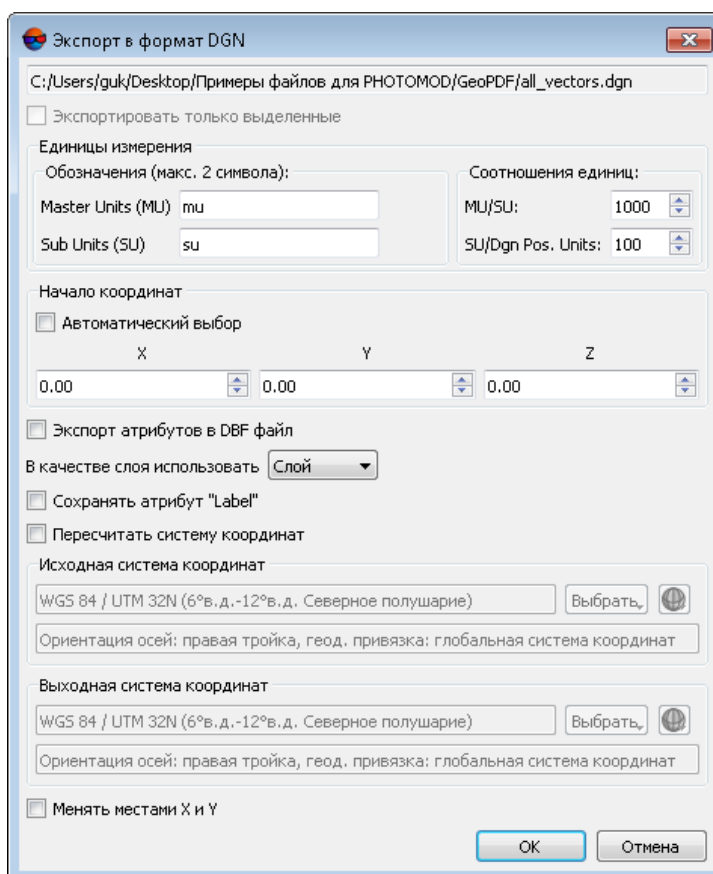 Экспорт в формат DGN
C:/Users/guk/Desktop/Примеры файлов для PHOTOMOD/GeoPDF/all_vectors.dgn
Экспортировать только выделенные
Единицы измерения
Обозначения (макс. 2 символа):
Master Units (MU) mu
Sub Units (SU) su
Соотношения единиц:
MU/SU: 1000
SU/Dgn Pos. Units: 100
Начало координат
Автоматический выбор
X Y Z
0.00 0.00 0.00
Экспорт атрибутов в DBF файл
В качестве слоя использовать Слой
Сохранять атрибут "Label"
Пересчитать систему координат
Исходная система координат
WGS 84 / UTM 32N (6°в.д.-12°в.д. Северное полушарие) Выбрать
Ориентация осей: правая тройка, геод. привязка: глобальная система координат
Выходная система координат
WGS 84 / UTM 32N (6°в.д.-12°в.д. Северное полушарие) Выбрать
Ориентация осей: правая тройка, геод. привязка: глобальная система координат
Менять местами X и Y
OK Отмена